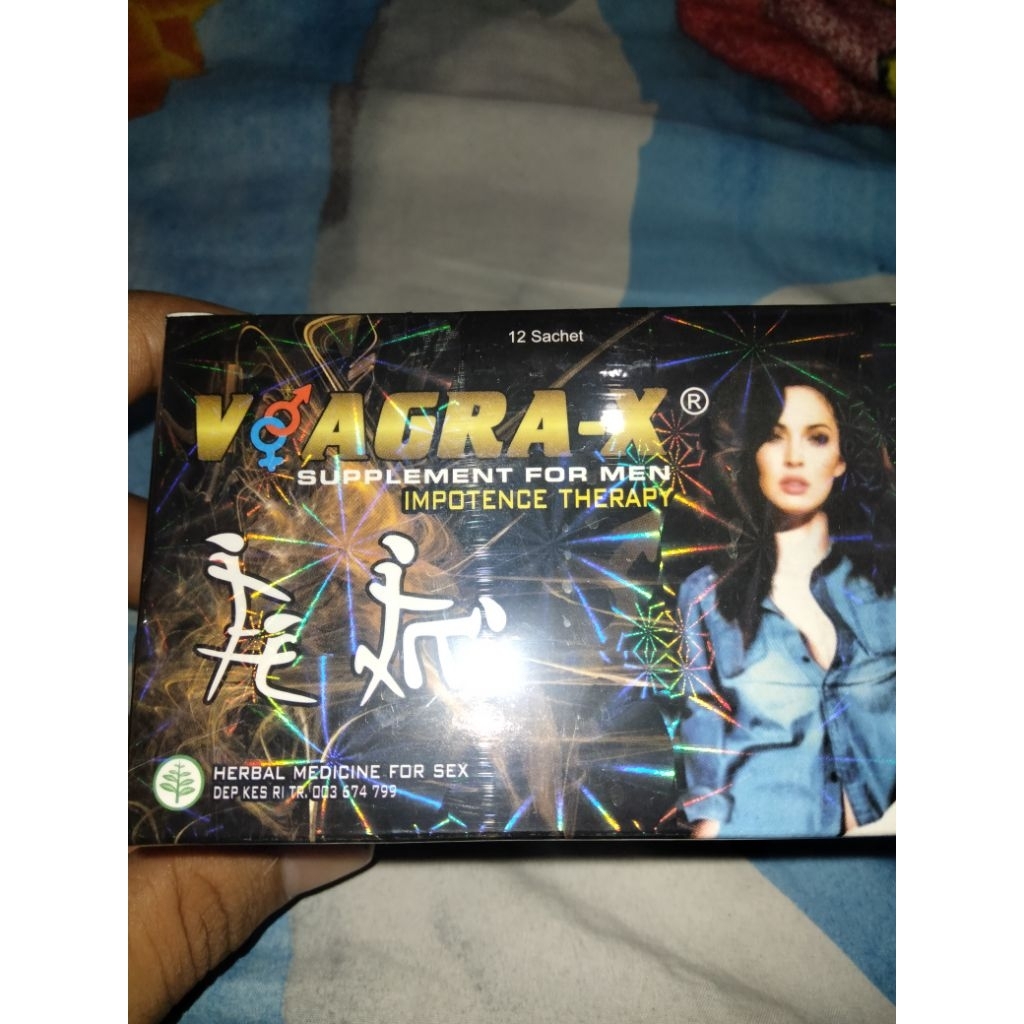 12 Sachet
VIAGRA-X®
SUPPLEMENT FOR MEN
IMPOTENCE THERAPY
HERBAL MEDICINE FOR SEX
DEP KES RI TR. 003 674 799